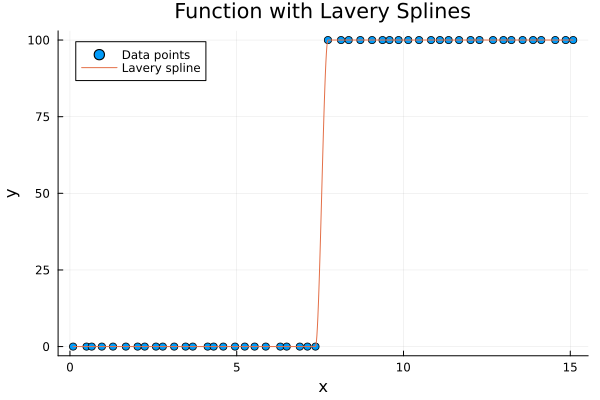 Function with Lavery Splines
Data points
Lavery spline
100
75
50
25
0
y
0 5 10 15
x